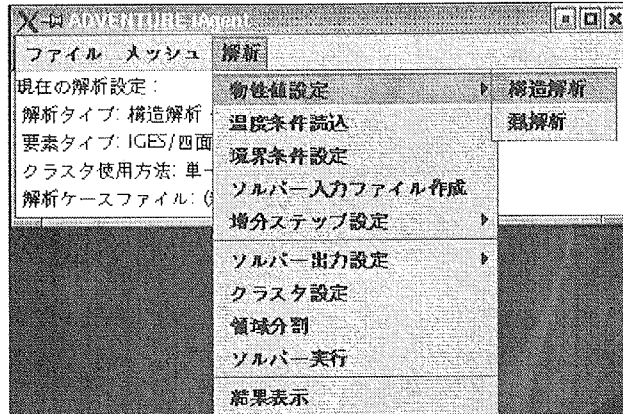 ADVENTURE iAgent
ファイル メッシュ 解析
現在の解析設定 :
解析タイプ: 構造解析
要素タイプ: IGES/四面
クラスタ使用方法: 単一
解析ケースファイル: (
物性値設定
温度条件読込
境界条件設定
ソルバー入力ファイル作成
増分ステップ設定
ソルバー出力設定
クラスタ設定
領域分割
ソルバー実行
結果表示
構造解析
熱解析